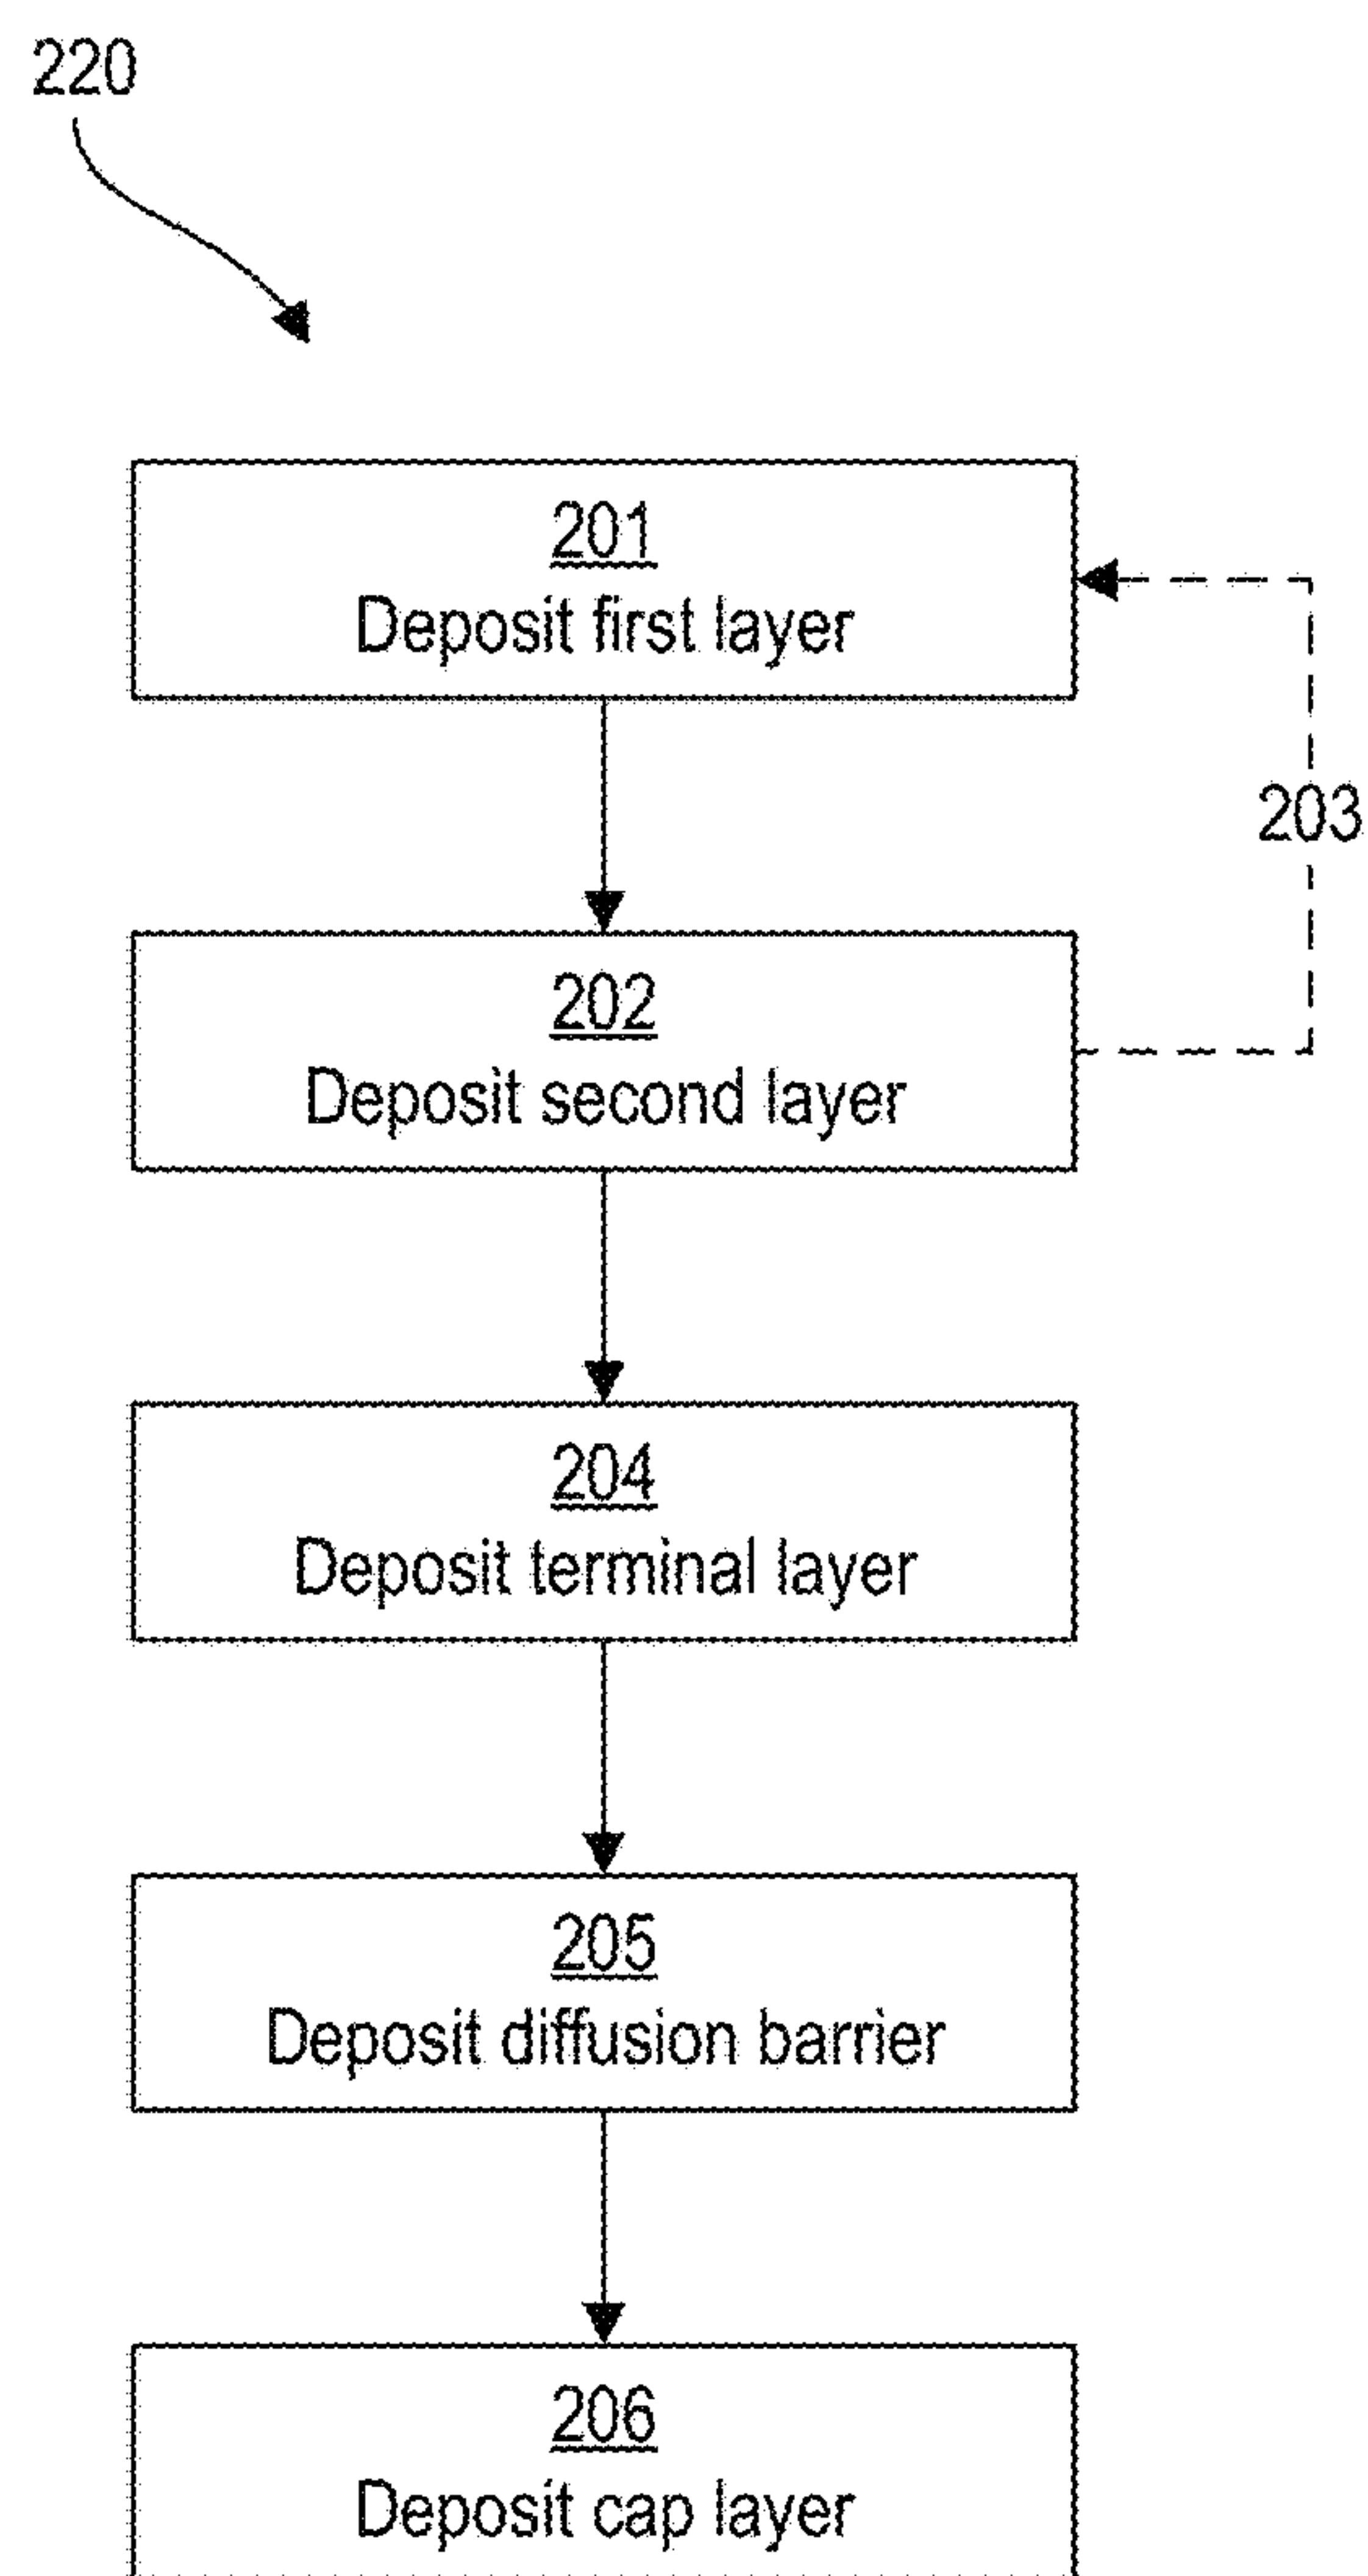 220
201
Deposit first layer
203
202
Deposit second layer
204
Deposit terminal layer
205
Deposit diffusion barrier
206
Deposit cap layer